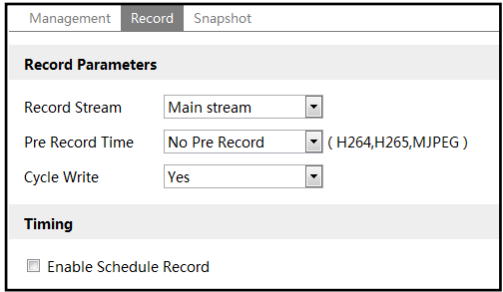 Management Record Snapshot
Record Parameters
Record Stream Main stream
Pre Record Time No Pre Record ( H264,H265,MJPEG )
Cycle Write Yes
Timing
Enable Schedule Record